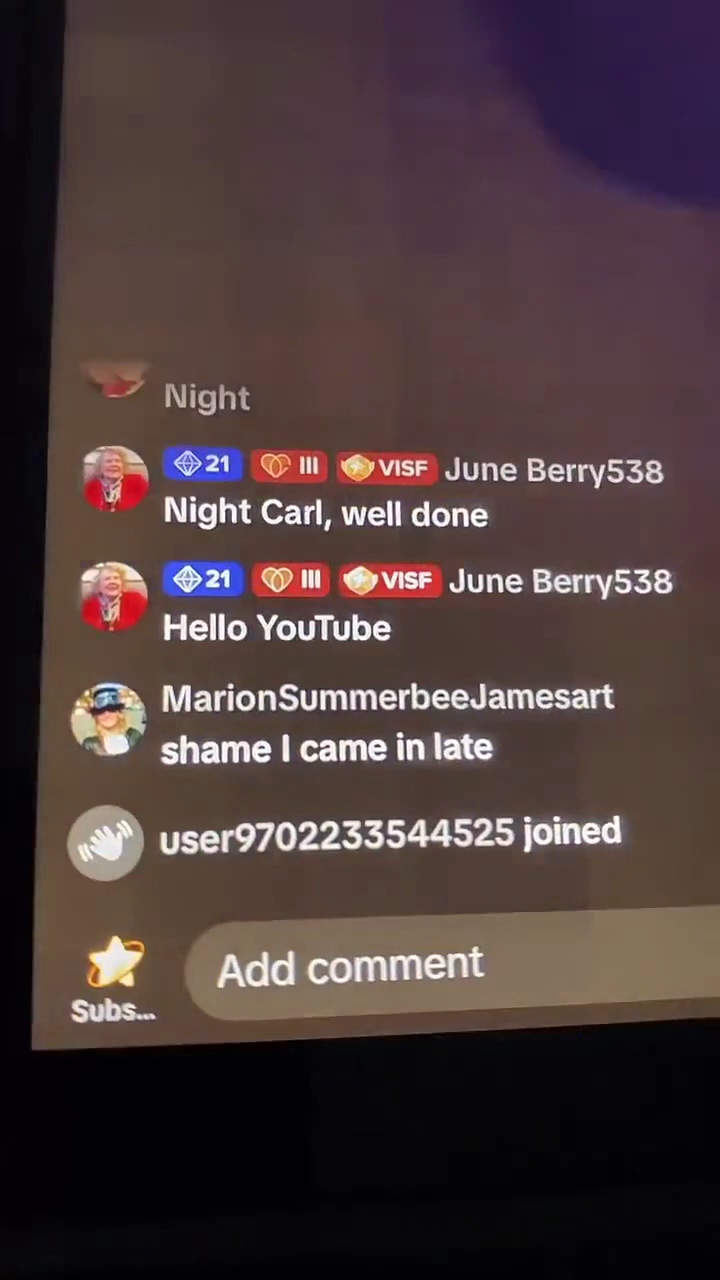 Night
21 III VISF June Berry538
Night Carl, well done
21 III VISF June Berry538
Hello YouTube
MarionSummerbeeJamesart
shame I came in late
user9702233544525 joined
Add comment
Subs...